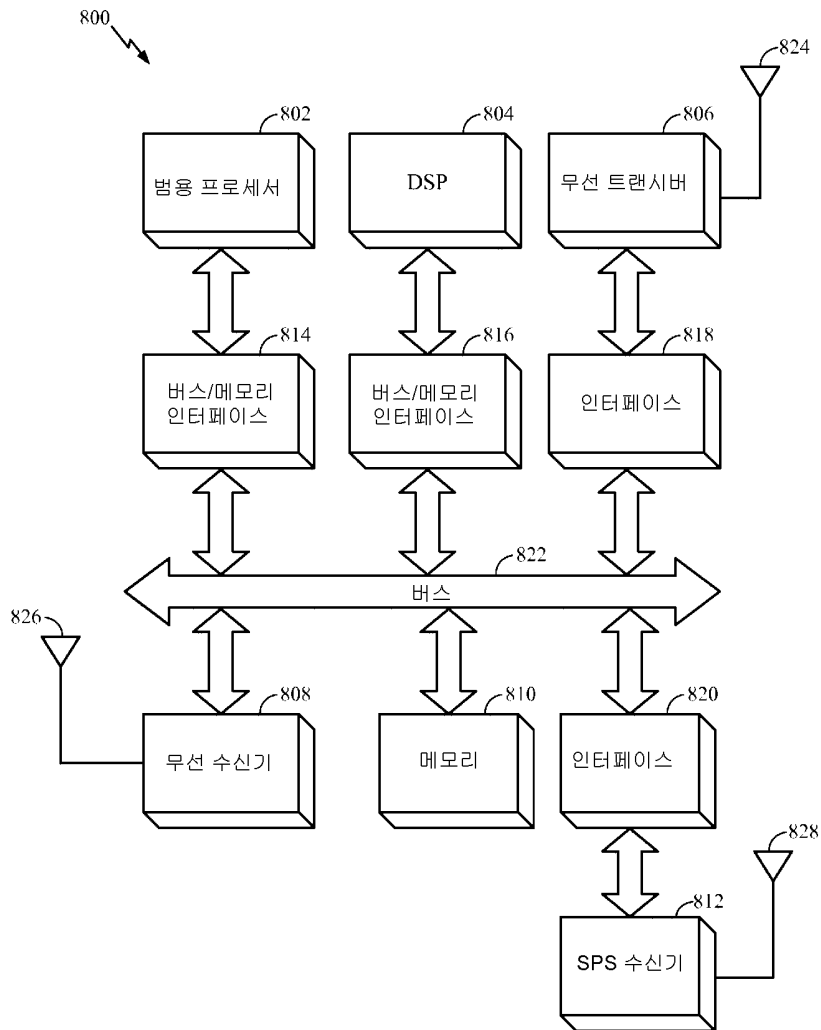 800
824
802
804
806
범용 프로세서
DSP
무선 트랜시버
814
816
818
버스/메모리
인터페이스
버스/메모리
인터페이스
인터페이스
822
버스
826
808
810
820
무선 수신기
메모리
인터페이스
828
812
SPS 수신기